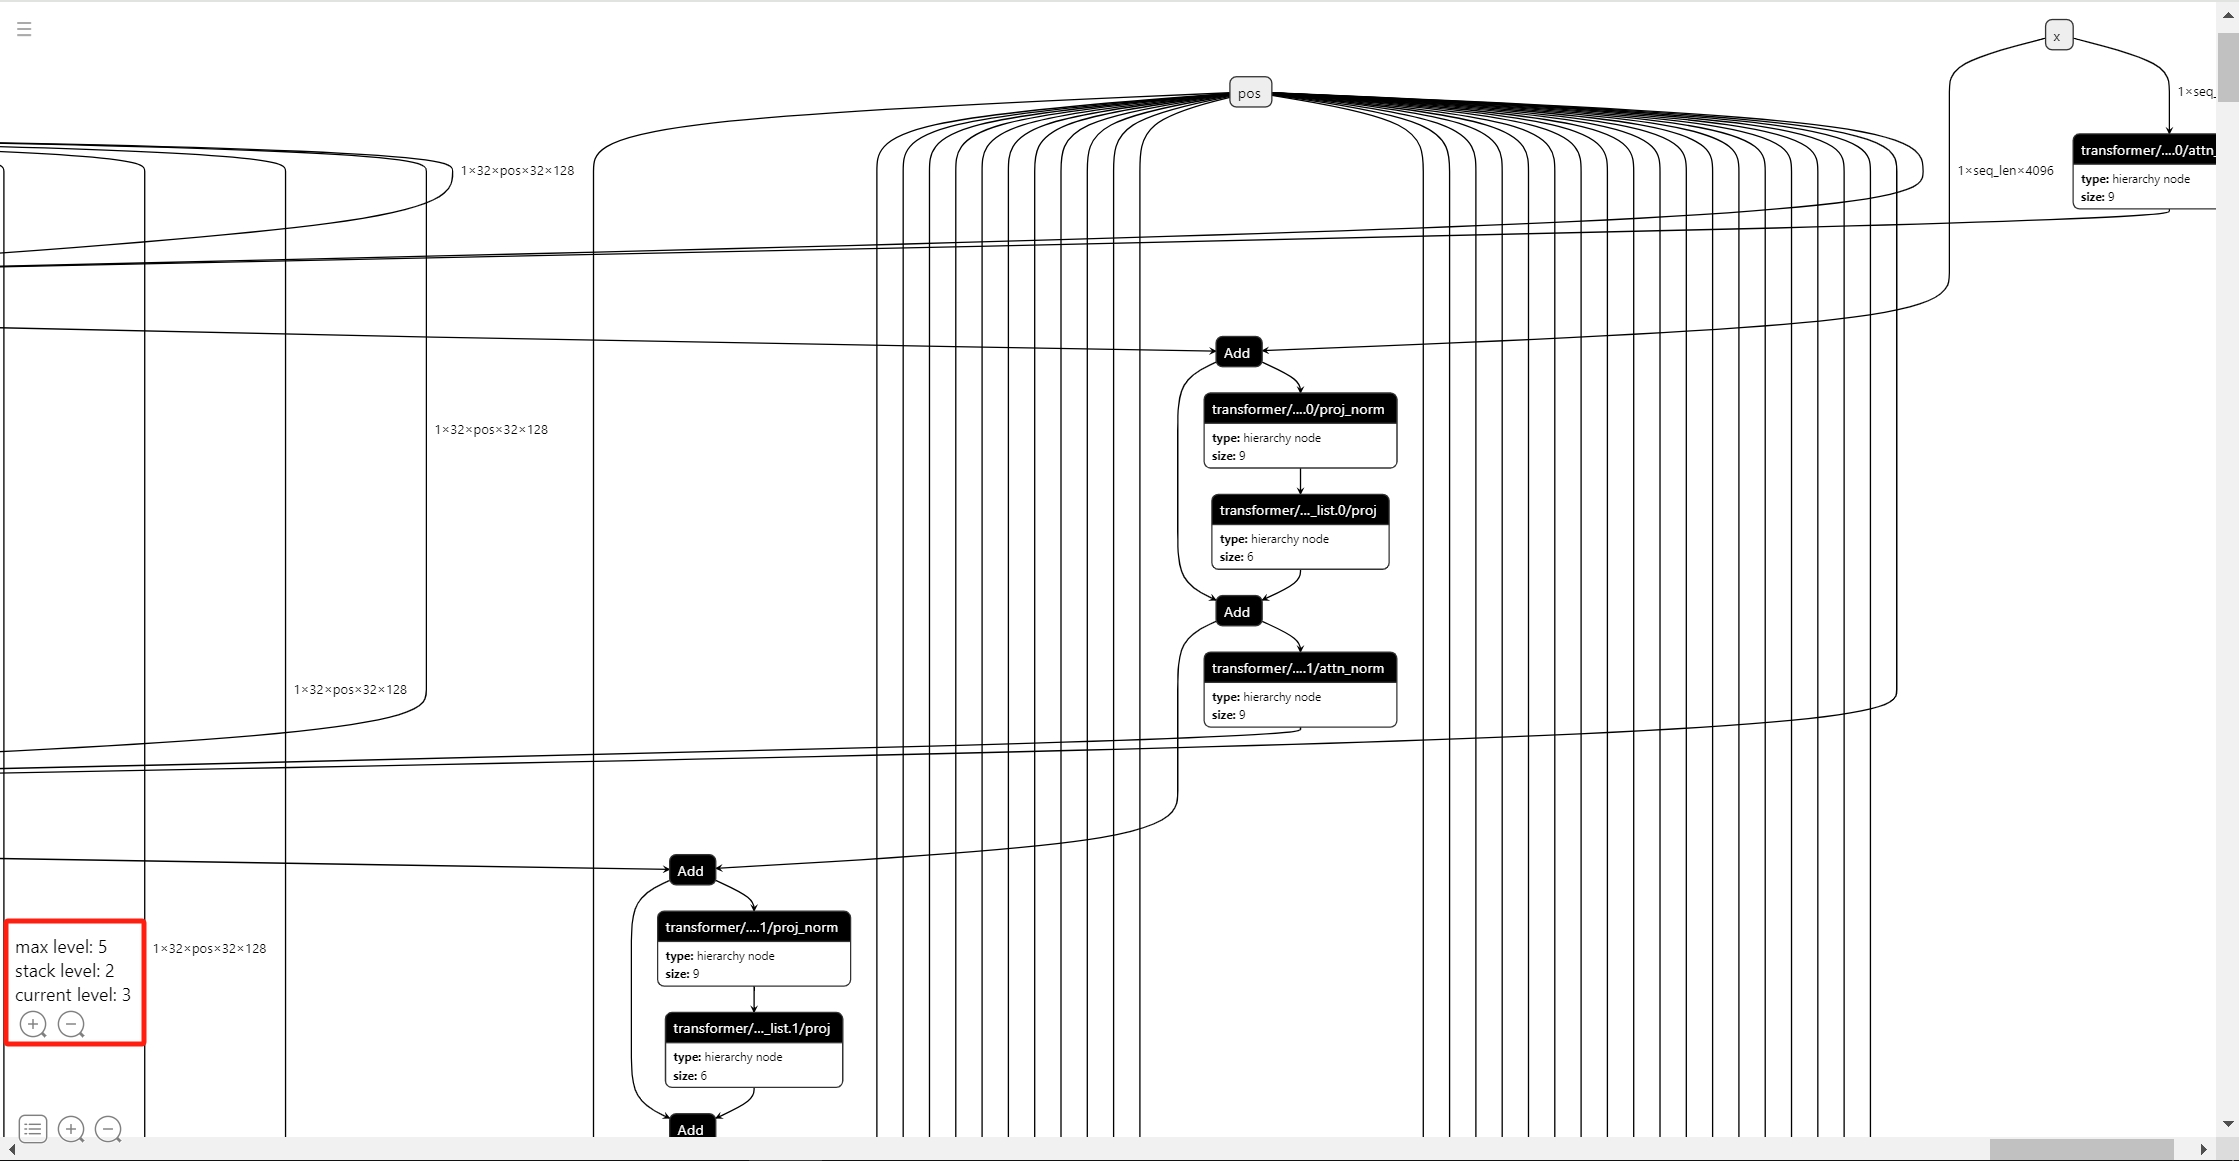 x
pos
1×seq_
transformer/....0/attn_
type: hierarchy node
size: 9
1×32×pos×32×128
1×seq_len×4096
Add
transformer/....0/proj_norm
type: hierarchy node
size: 9
1×32×pos×32×128
transformer/..._list.0/proj
type: hierarchy node
size: 6
Add
transformer/....1/attn_norm
type: hierarchy node
size: 9
1×32×pos×32×128
Add
transformer/....1/proj_norm
type: hierarchy node
size: 9
max level: 5
stack level: 2
current level: 3
1×32×pos×32×128
transformer/..._list.1/proj
type: hierarchy node
size: 6
Add